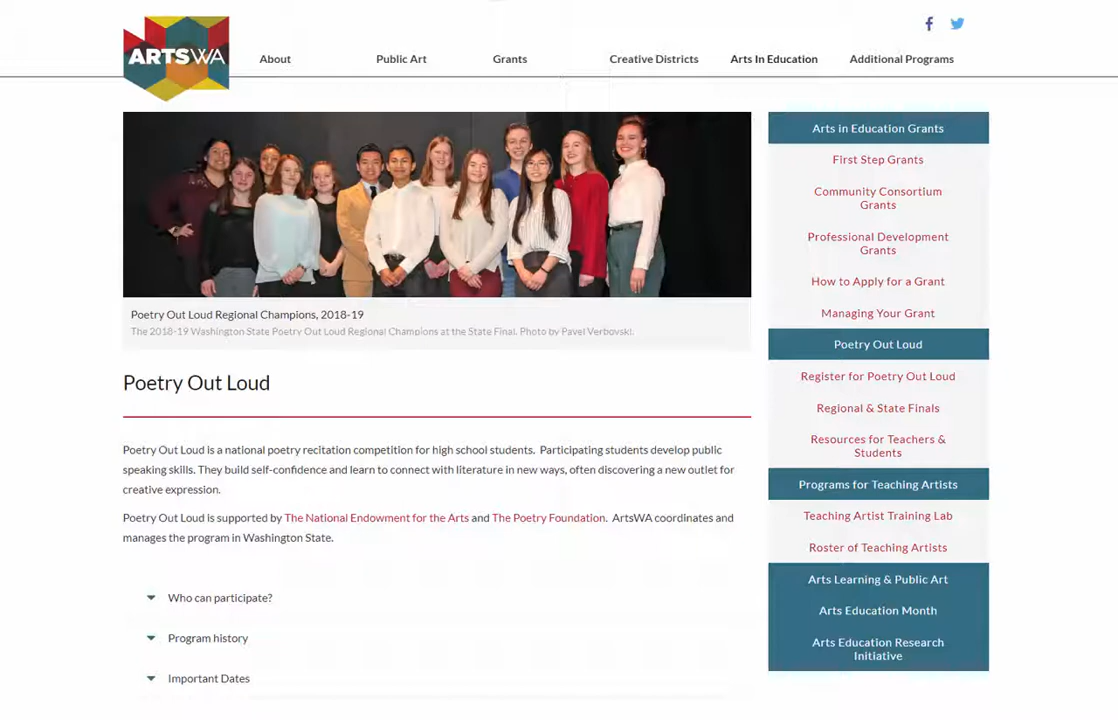 ARTSWA
About
Public Art
Grants
Creative Districts
Arts In Education
Additional Programs
Poetry Out Loud Regional Champions, 2018-19
The 2018-19 Washington State Poetry Out Loud Regional Champions at the State Final. Photo by Pavel Verbovski.
Poetry Out Loud
Poetry Out Loud is a national poetry recitation competition for high school students. Participating students develop public
speaking skills. They build self-confidence and learn to connect with literature in new ways, often discovering a new outlet for
creative expression.
Poetry Out Loud is supported by The National Endowment for the Arts and The Poetry Foundation. ArtsWA coordinates and
manages the program in Washington State.
Who can participate?
Program history
Important Dates
Arts in Education Grants
First Step Grants
Community Consortium
Grants
Professional Development
Grants
How to Apply for a Grant
Managing Your Grant
Poetry Out Loud
Register for Poetry Out Loud
Regional & State Finals
Resources for Teachers &
Students
Programs for Teaching Artists
Teaching Artist Training Lab
Roster of Teaching Artists
Arts Learning & Public Art
Arts Education Month
Arts Education Research
Initiative